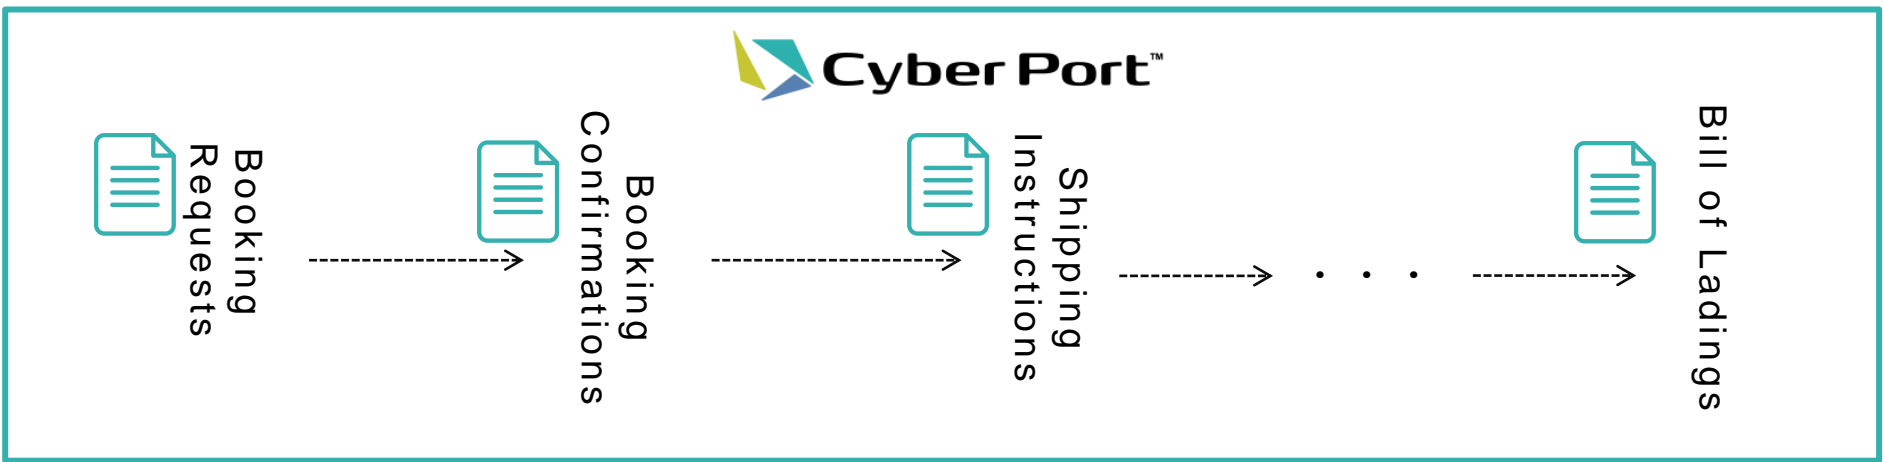 Cyber Port™
Booking
Requests
Booking
Confirmations
Shipping
Instructions
. . .
Bill of Ladings